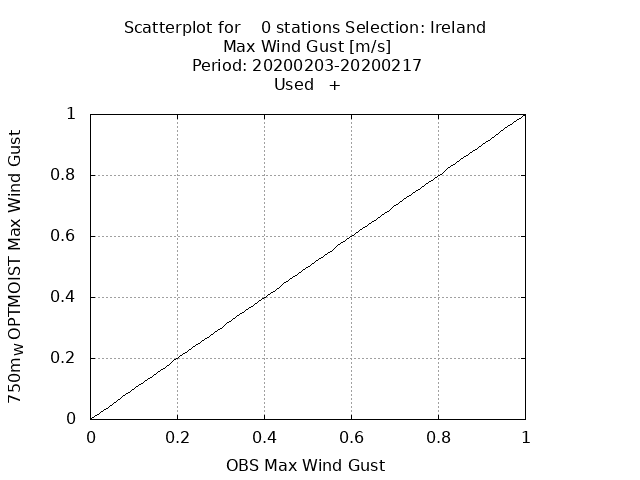 Scatterplot for 0 stations Selection: Ireland
Max Wind Gust [m/s]
Period: 20200203-20200217
Used +
1
0.8
0.6
0.4
0.2
0
750mwOPTMOIST Max Wind Gust
0 0.2 0.4 0.6 0.8 1
OBS Max Wind Gust